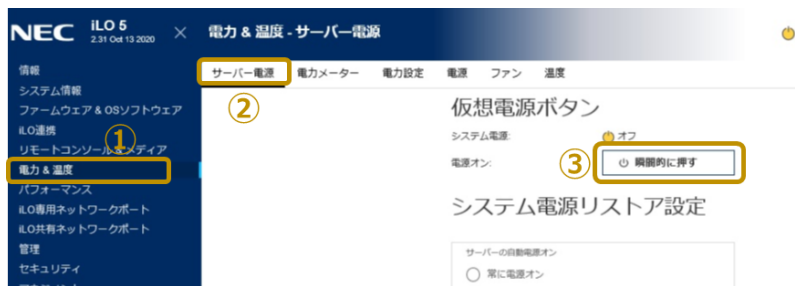 NEC iLO 5
2.31 Oct 13 2020
電力 & 温度 - サーバー電源
情報
システム情報
ファームウェア & OSソフトウェア
iLO連携
リモートコンソール & メディア
電力 & 温度
パフォーマンス
iLO専用ネットワークポート
iLO共有ネットワークポート
管理
セキュリティ
①
サーバー電源 電力メーター 電力設定 電源 ファン 温度
②
仮想電源ボタン
システム電源: オフ
電源オン: ③ 瞬間的に押す
システム電源リストア設定
サーバーの自動電源オン
常に電源オン